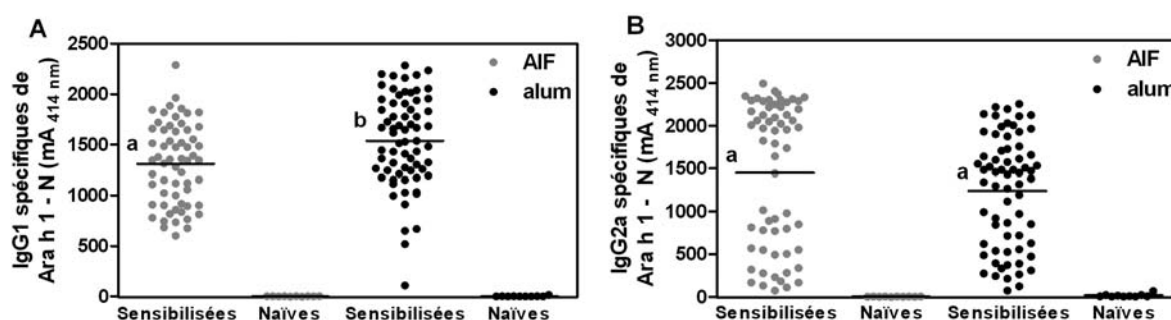 A
IgG1 spécifiques de
Ara h 1 - N (mA 414 nm)
2500
2000
1500
1000
500
0
AIF
alum
a
b
Sensibilisées Naïves Sensibilisées Naïves
B
IgG2a spécifiques de
Ara h 1 - N (mA 414 nm)
3000
2500
2000
1500
1000
500
0
AIF
alum
a
a
Sensibilisées Naïves Sensibilisées Naïves